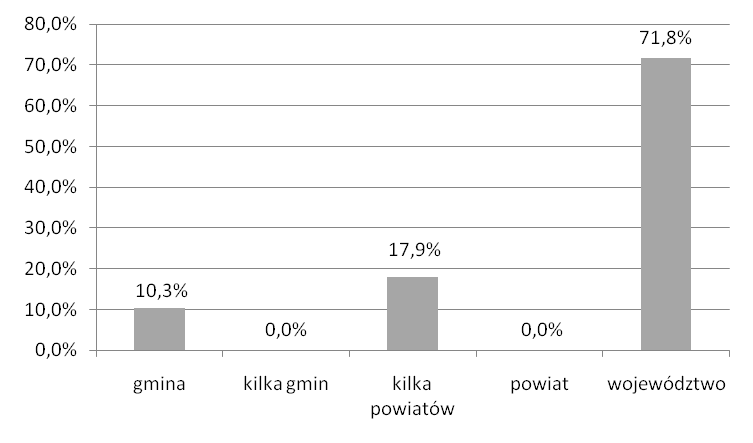 80,0%
70,0%
60,0%
50,0%
40,0%
30,0%
20,0%
10,0%
0,0%
10,3%
0,0%
17,9%
0,0%
71,8%
gmina
kilka gmin
kilka
powiatów
powiat
województwo